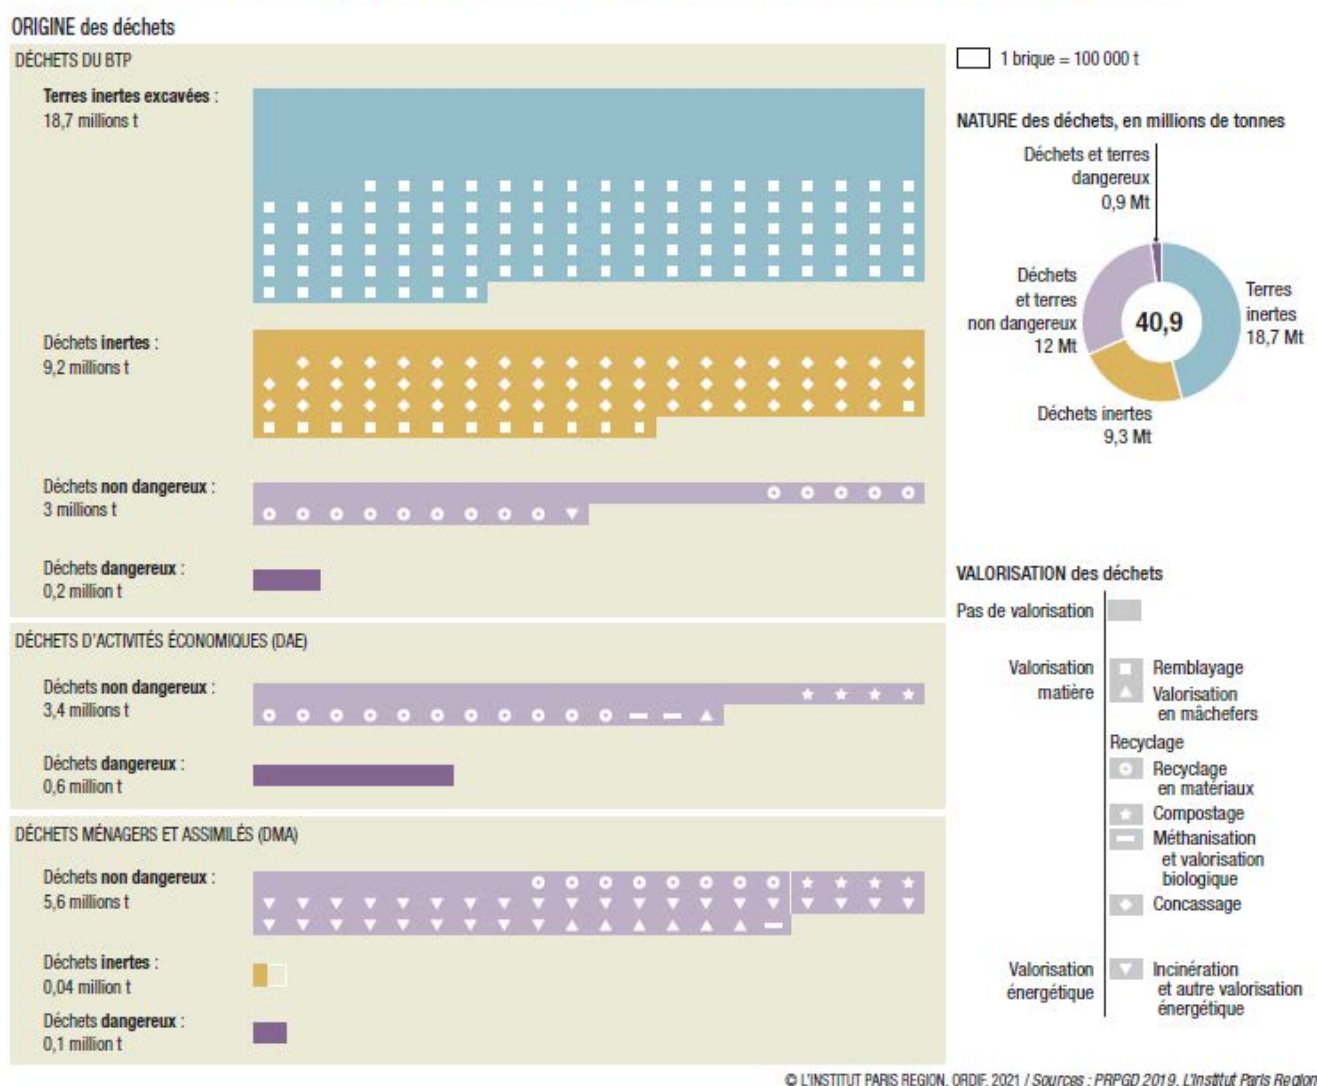 ORIGINE des déchets
DÉCHETS DU BTP
Terres inertes excavées :
18,7 millions t
Déchets inertes :
9,2 millions t
Déchets non dangereux :
3 millions t
Déchets dangereux :
0,2 million t
DÉCHETS D'ACTIVITÉS ÉCONOMIQUES (DAE)
Déchets non dangereux :
3,4 millions t
Déchets dangereux :
0,6 million t
DÉCHETS MÉNAGERS ET ASSIMILÉS (DMA)
Déchets non dangereux :
5,6 millions t
Déchets inertes :
0,04 million t
Déchets dangereux :
0,1 million t
1 brique = 100 000 t
NATURE des déchets, en millions de tonnes
Déchets et terres
dangereux
0,9 Mt
Déchets
et terres
non dangereux
12 Mt
40,9
Terres
inertes
18,7 Mt
Déchets inertes
9,3 Mt
VALORISATION des déchets
Pas de valorisation
Valorisation
matière
Remblayage
Valorisation
en mâchefers
Recyclage
Recyclage
en matériaux
Compostage
Méthanisation
et valorisation
biologique
Concassage
Valorisation
énergétique
Incinération
et autre valorisation
énergétique
© L'INSTITUT PARIS REGION, ORDIF, 2021 / Sources : PRPGD 2019, L'Institut Paris Region